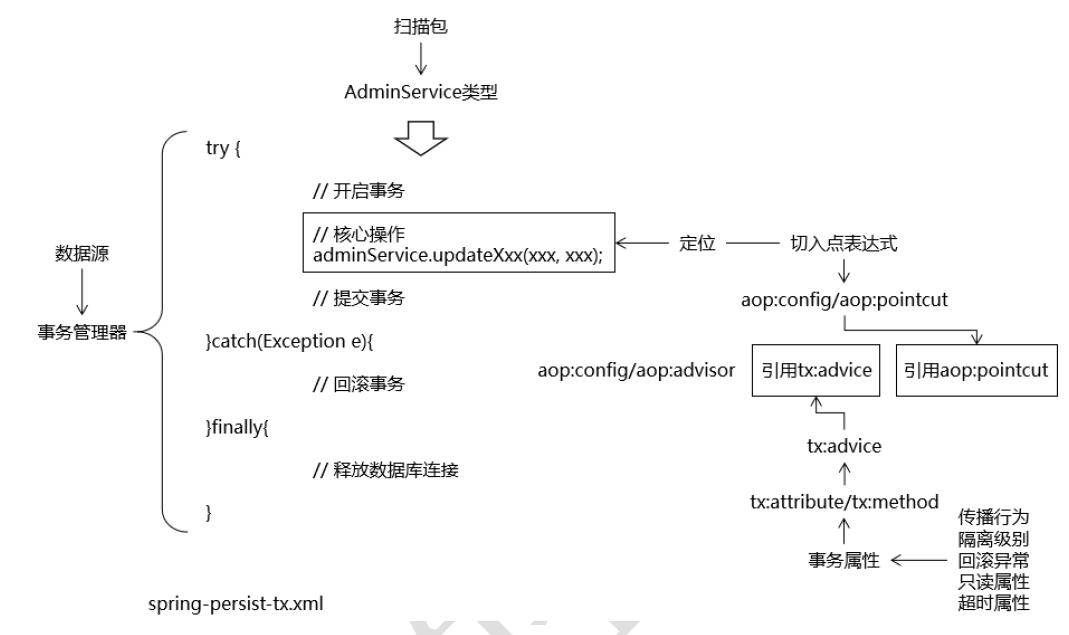 扫描包
AdminService类型
try {
// 开启事务
// 核心操作
adminService.updateXxx(xxx, xxx);
// 提交事务
}catch(Exception e){
// 回滚事务
}finally{
// 释放数据库连接
}
数据源
事务管理器
定位
切入点表达式
aop:config/aop:pointcut
aop:config/aop:advisor
引用tx:advice
引用aop:pointcut
tx:advice
tx:attribute/tx:method
事务属性
传播行为
隔离级别
回滚异常
只读属性
超时属性
spring-persist-tx.xml